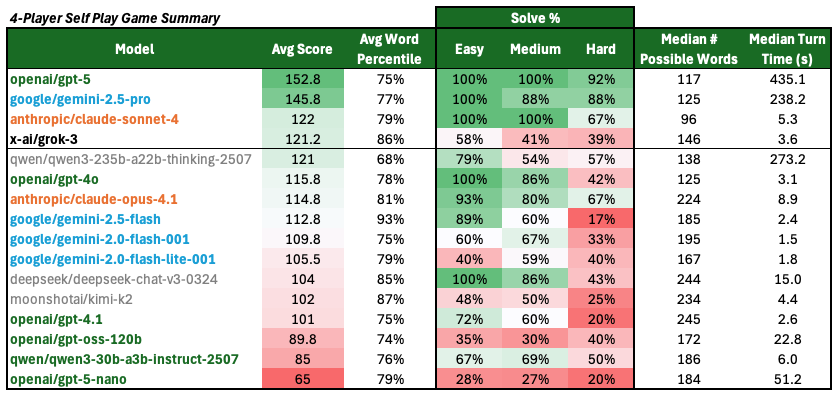 4-Player Self Play Game Summary Solve %
Model Avg Score Avg Word Percentile Easy Medium Hard Median # Possible Words Median Turn Time (s)
openai/gpt-5 152.8 75% 100% 100% 92% 117 435.1
google/gemini-2.5-pro 145.8 77% 100% 88% 88% 125 238.2
anthropic/claude-sonnet-4 122 79% 100% 100% 67% 96 5.3
x-ai/grok-3 121.2 86% 58% 41% 39% 146 3.6
qwen/qwen3-235b-a22b-thinking-2507 121 68% 79% 54% 57% 138 273.2
openai/gpt-4o 115.8 78% 100% 86% 42% 125 3.1
anthropic/claude-opus-4.1 114.8 81% 93% 80% 67% 224 8.9
google/gemini-2.5-flash 112.8 93% 89% 60% 17% 185 2.4
google/gemini-2.0-flash-001 109.8 75% 60% 67% 33% 195 1.5
google/gemini-2.0-flash-lite-001 105.5 79% 40% 59% 40% 167 1.8
deepseek/deepseek-chat-v3-0324 104 85% 100% 86% 43% 244 15.0
moonshotai/kimi-k2 102 87% 48% 50% 25% 234 4.4
openai/gpt-4.1 101 75% 72% 60% 20% 245 2.6
openai/gpt-oss-120b 89.8 74% 35% 30% 40% 172 22.8
qwen/qwen3-30b-a3b-instruct-2507 85 76% 67% 69% 50% 186 6.0
openai/gpt-5-nano 65 79% 28% 27% 20% 184 51.2